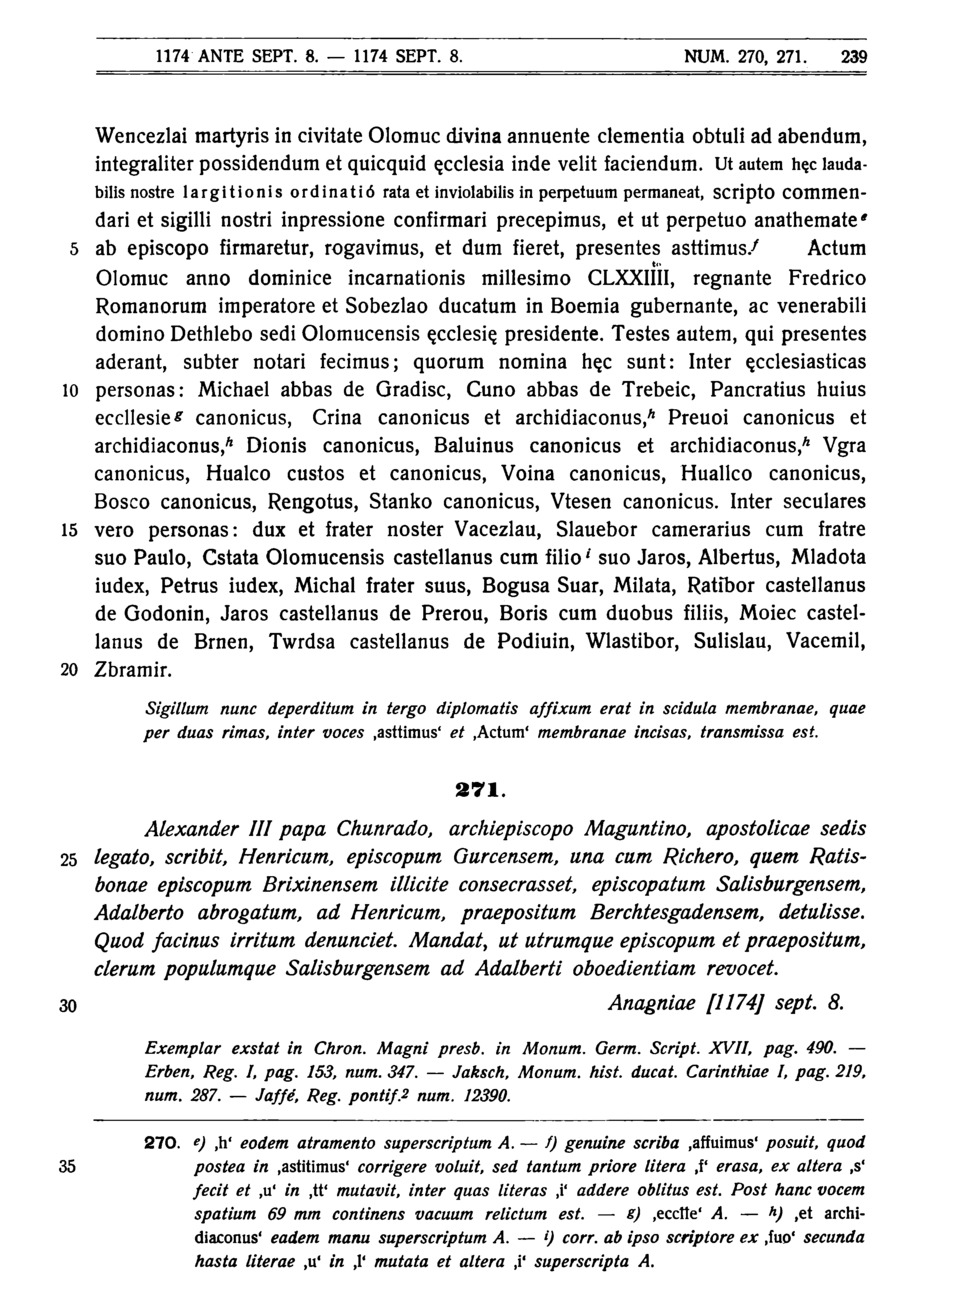 1174 ANTE SEPT. 8. — 1174 SEPT. 8. NUM. 270, 271. 239
Wencezlai martyris in civitate Olomuc divina annuente clementia obtuli ad abendum,
integraliter possidendum et quicquid ęcclesia inde velit faciendum. Ut autem hęc lauda-
bilis nostre largitionis ordinatió rata et inviolabilis in perpetuum permaneat, scripto commen-
dari et sigilli nostri inpressione confirmari precepimus, et ut perpetuo anathemate e
5 ab episcopo firmaretur, rogavimus, et dum fieret, presentes asttimus.f Actum
Olomuc anno dominice incarnationis millesimo CLXXIIII, regnante Fredrico
Romanorum imperatore et Sobezlao ducatum in Boemia gubernante, ac venerabili
domino Dethlebo sedi Olomucensis ęcclesię presidente. Testes autem, qui presentes
aderant, subter notari fecimus; quorum nomina hęc sunt: Inter ęcclesiasticas
10 personas: Michael abbas de Gradisc, Cuno abbas de Trebeic, Pancratius huius
eccllesie g canonicus, Crina canonicus et archidiaconus,h Preuoi canonicus et
archidiaconus,h Dionis canonicus, Baluinus canonicus et archidiaconus,h Vgra
canonicus, Hualco custos et canonicus, Voina canonicus, Huallco canonicus,
Bosco canonicus, Rengotus, Stanko canonicus, Vtesen canonicus. Inter seculares
15 vero personas: dux et frater noster Vacezlau, Slauebor camerarius cum fratre
suo Paulo, Cstata Olomucensis castellanus cum filio i suo Jaros, Albertus, Mladota
iudex, Petrus iudex, Michal frater suus, Bogusa Suar, Milata, Ratibor castellanus
de Godonin, Jaros castellanus de Prerou, Boris cum duobus filiis, Moiec castel-
lanus de Brnen, Twrdsa castellanus de Podiuin, Wlastibor, Sulislau, Vacemil,
20 Zbramir.
Sigillum nunc deperditum in tergo diplomatis affixum erat in scidula membranae, quae
per duas rimas, inter voces ‚asttimus‘ et ‚Actum‘ membranae incisas, transmissa est.
271.
Alexander III papa Chunrado, archiepiscopo Maguntino, apostolicae sedis
25 legato, scribit, Henricum, episcopum Gurcensem, una cum Richero, quem Ratis-
bonae episcopum Brixinensem illicite consecrasset, episcopatum Salisburgensem,
Adalberto abrogatum, ad Henricum, praepositum Berchtesgadensem, detulisse.
Quod facinus irritum denunciet. Mandat, ut utrumque episcopum et praepositum,
clerum populumque Salisburgensem ad Adalberti oboedientiam revocet.
30 Anagniae [1174] sept. 8.
Exemplar exstat in Chron. Magni presb. in Monum. Germ. Script. XVII, pag. 490. —
Erben, Reg. I, pag. 153, num. 347. — Jaksch, Monum. hist. ducat. Carinthiae I, pag. 219,
num. 287. — Jaffé, Reg. pontif.² num. 12390.
270. e) ‚h‘ eodem atramento superscriptum A. — f) genuine scriba ‚affuimus‘ posuit, quod
35 postea in ‚astitimus‘ corrigere voluit, sed tantum priore litera ‚f‘ erasa, ex altera ‚s‘
fecit et ‚u‘ in ‚tt‘ mutavit, inter quas literas ‚i‘ addere oblitus est. Post hanc vocem
spatium 69 mm continens vacuum relictum est. — g) ‚ecclle‘ A. — h) ‚et archi-
diaconus‘ eadem manu superscriptum A. — i) corr. ab ipso scriptore ex ‚fuo‘ secunda
hasta literae ‚u‘ in ‚l‘ mutata et altera ‚i‘ superscripta A.